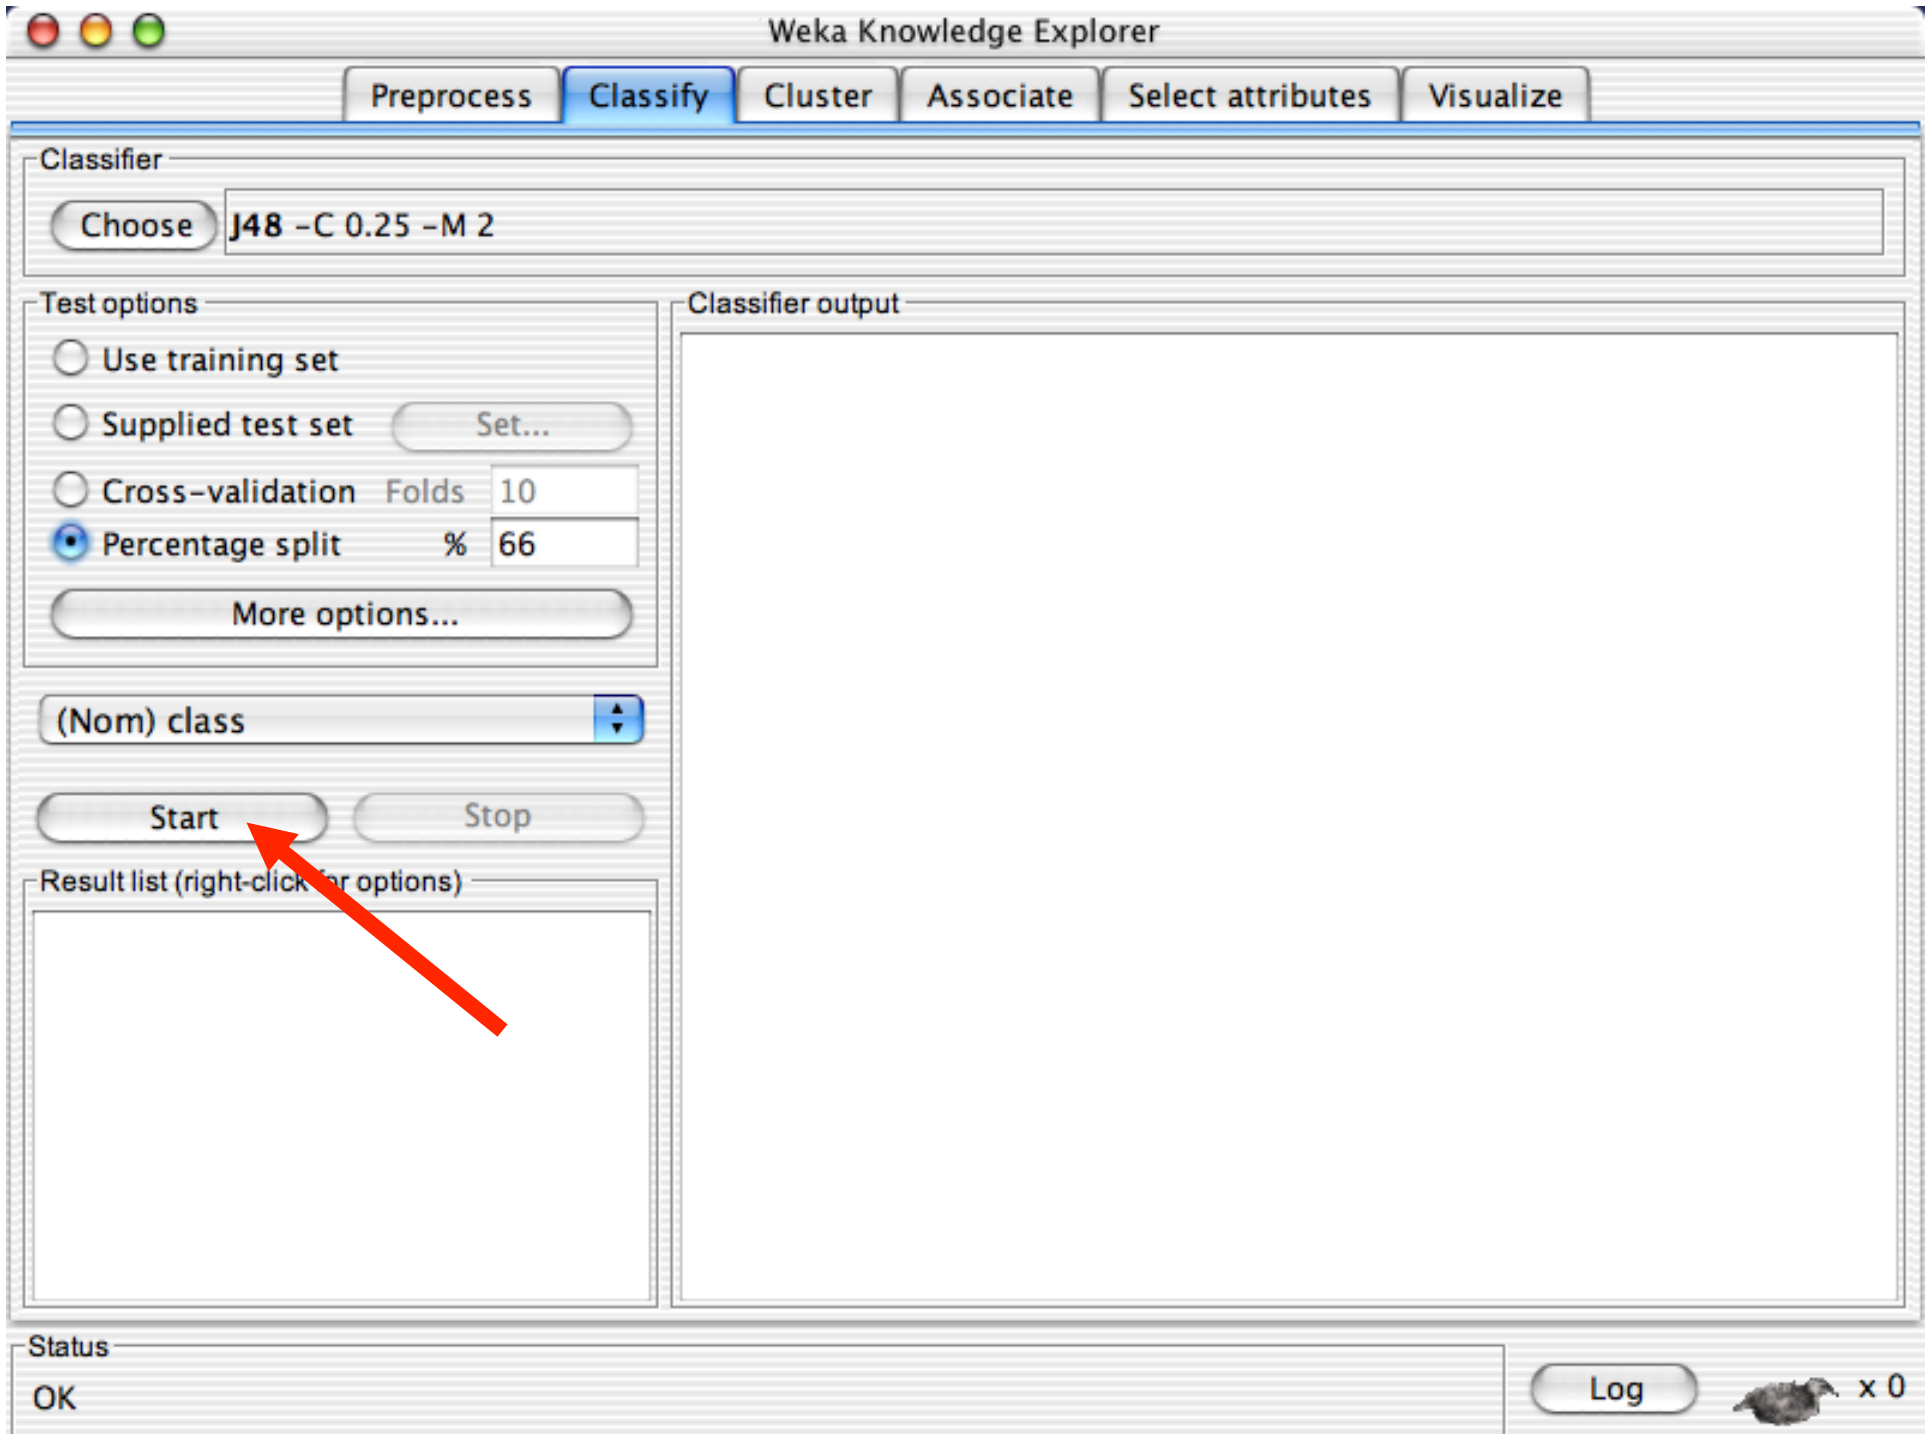 Weka Knowledge Explorer
Preprocess Classify Cluster Associate Select attributes Visualize
Classifier
Choose J48 -C 0.25 -M 2
Test options
Use training set
Supplied test set Set...
Cross-validation Folds 10
Percentage split % 66
More options...
(Nom) class
Start Stop
Result list (right-click for options)
Classifier output
Status
OK
Log x 0